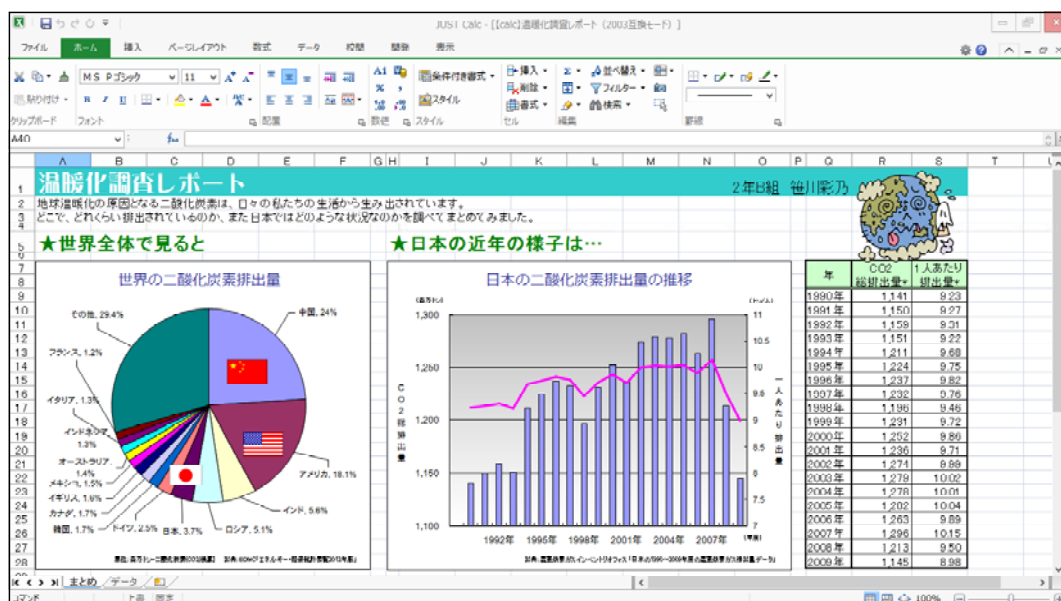 JUST Calc - [【calc】温暖化調査レポート（2003互換モード）]
ファイル ホーム 挿入 ページレイアウト 数式 データ 校閲 開発 表示
MS Pゴシック 11
条件付き書式 挿入 Σ 並べ替え
貼り付け B I U % , スタイル 削除 フィルター
書式 検索
クリップボード フォント 配置 数値 スタイル セル 編集 罫線
A40 fx
A B C D E F G H I J K L M N O P Q R S T
温暖化調査レポート 2年B組 笹川彩乃
地球温暖化の原因となる二酸化炭素は、日々の私たちの生活から生み出されています。
どこで、どれくらい排出されているのか、また日本ではどのような状況なのかを調べてまとめてみました。
★世界全体で見ると ★日本の近年の様子は…
世界の二酸化炭素排出量
その他, 29.4%
中国, 24%
フランス, 1.2%
イタリア, 1.3%
インドネシア, 1.3%
オーストラリア, 1.4%
メキシコ, 1.5%
イギリス, 1.6%
カナダ, 1.7%
韓国, 1.7%
ドイツ, 2.5%
日本, 3.7%
ロシア, 5.1%
インド, 5.6%
アメリカ, 18.1%
日本の二酸化炭素排出量の推移
1,300
1,250
1,200
1,150
1,100
CO2総排出量
11
10.5
10
9.5
9
8.5
8
7.5
7
一人あたり排出量
1992年 1995年 1998年 2001年 2004年 2007年 (年度)
年 CO2総排出量 1人あたり排出量
1990年 1,141 9.23
1991年 1,150 9.27
1992年 1,159 9.31
1993年 1,151 9.22
1994年 1,211 9.68
1995年 1,224 9.75
1996年 1,237 9.82
1997年 1,232 9.76
1998年 1,196 9.46
1999年 1,231 9.72
2000年 1,252 9.86
2001年 1,236 9.71
2002年 1,274 9.99
2003年 1,279 10.02
2004年 1,278 10.01
2005年 1,202 10.04
2006年 1,263 9.89
2007年 1,296 10.15
2008年 1,213 9.50
2009年 1,145 8.98
まとめ データ
コマンド 上書 固定 100%